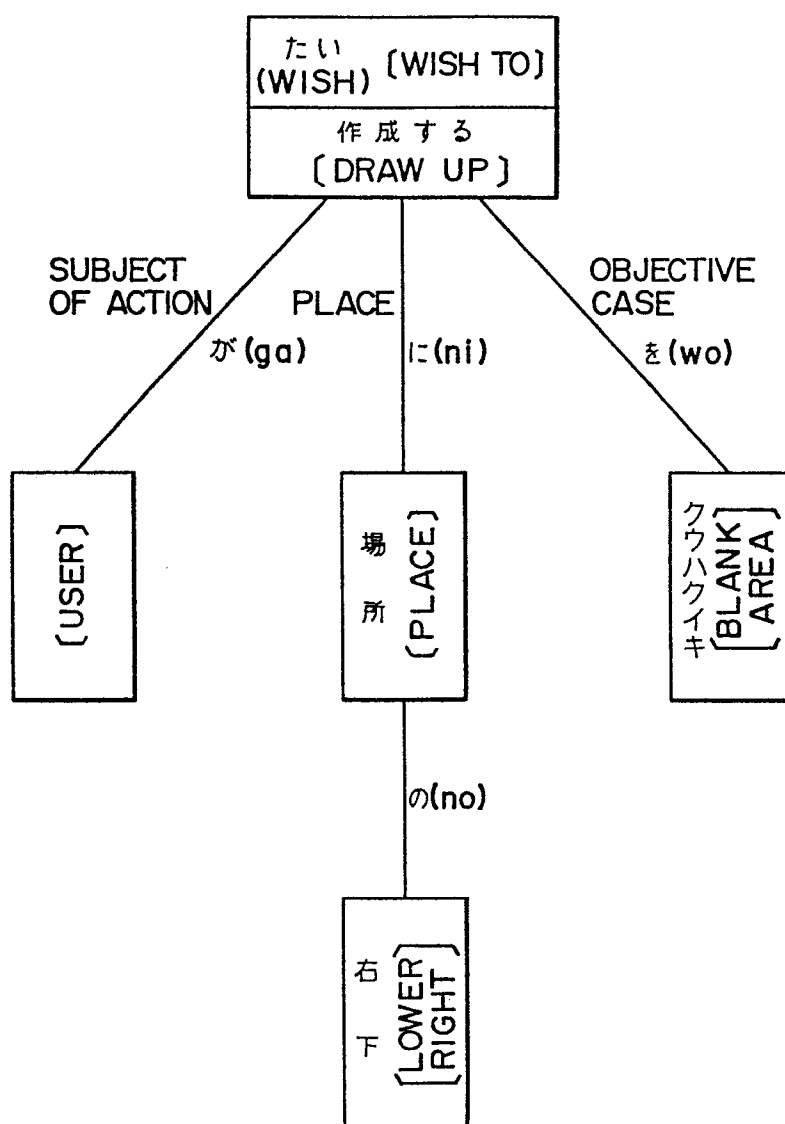 たい
(WISH) [WISH TO]
作成する
[DRAW UP]
SUBJECT
OF ACTION
が(ga)
PLACE
に(ni)
OBJECTIVE
CASE
を(wo)
[USER]
場所
[PLACE]
クウハクイキ
[BLANK
AREA]
の(no)
右下
[LOWER
RIGHT]